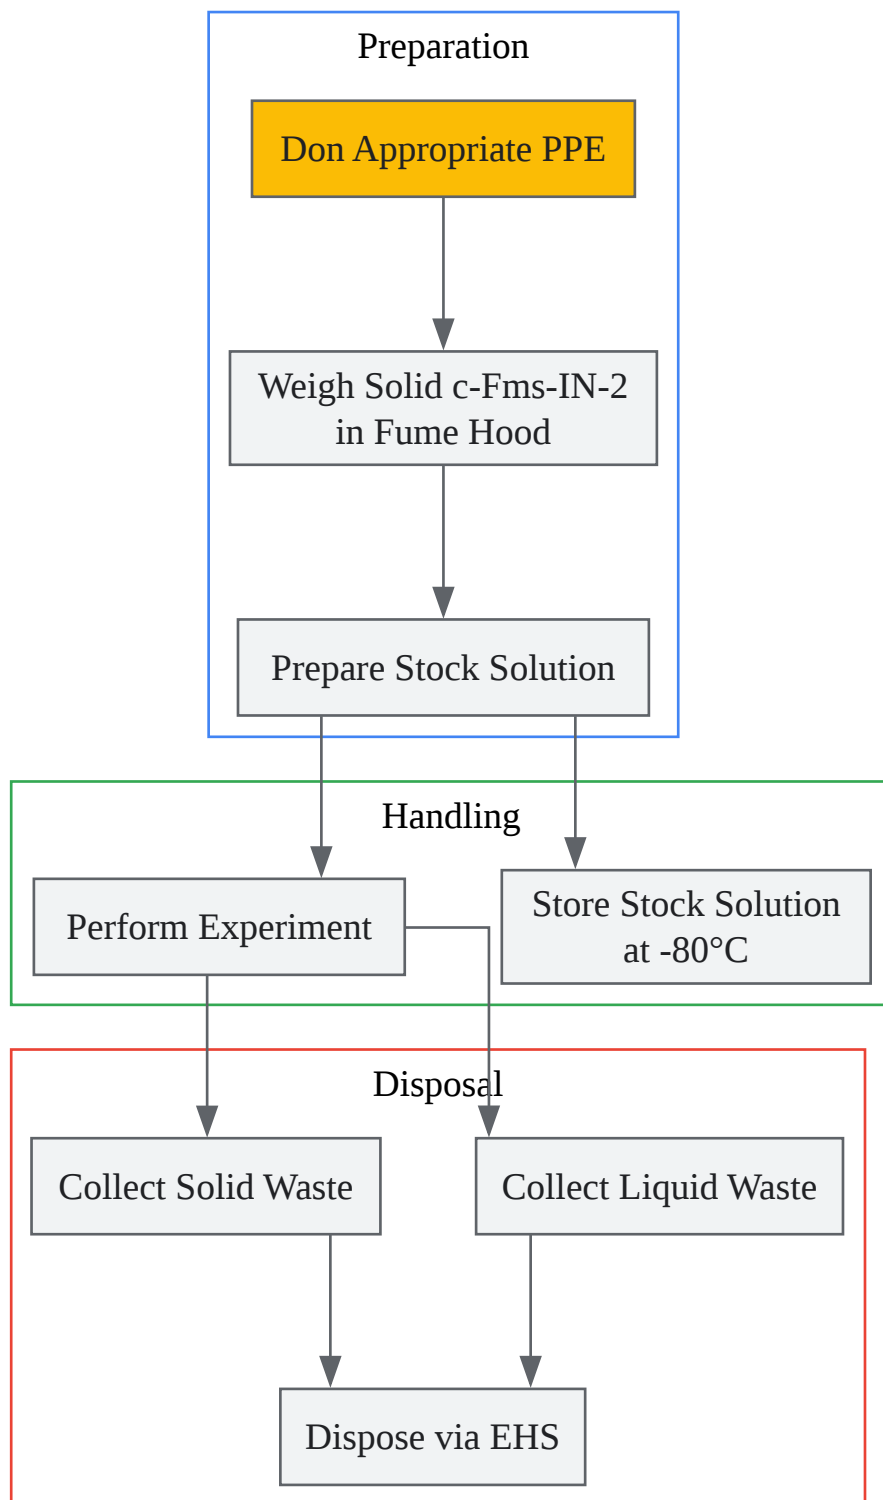 Preparation
Don Appropriate PPE
Weigh Solid c-Fms-IN-2
in Fume Hood
Prepare Stock Solution
Handling
Perform Experiment
Store Stock Solution
at -80°C
Disposal
Collect Solid Waste
Collect Liquid Waste
Dispose via EHS